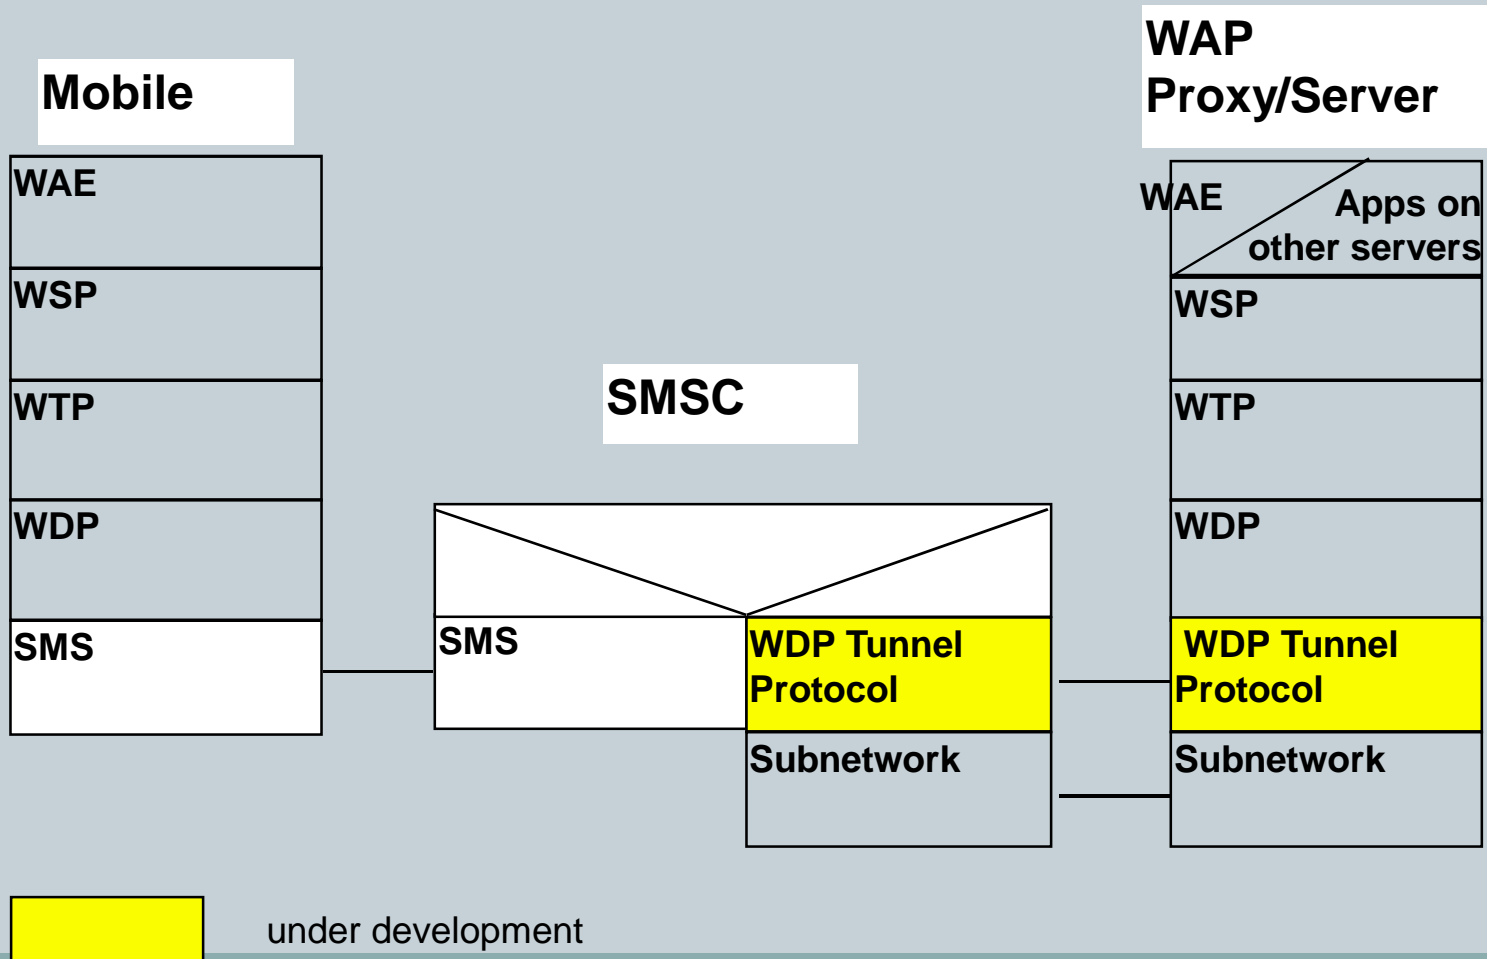 Mobile
WAE
WSP
WTP
WDP
SMS
SMSC
SMS
WDP Tunnel
Protocol
Subnetwork
WAP
Proxy/Server
WAE
Apps on
other servers
WSP
WTP
WDP
WDP Tunnel
Protocol
Subnetwork
under development